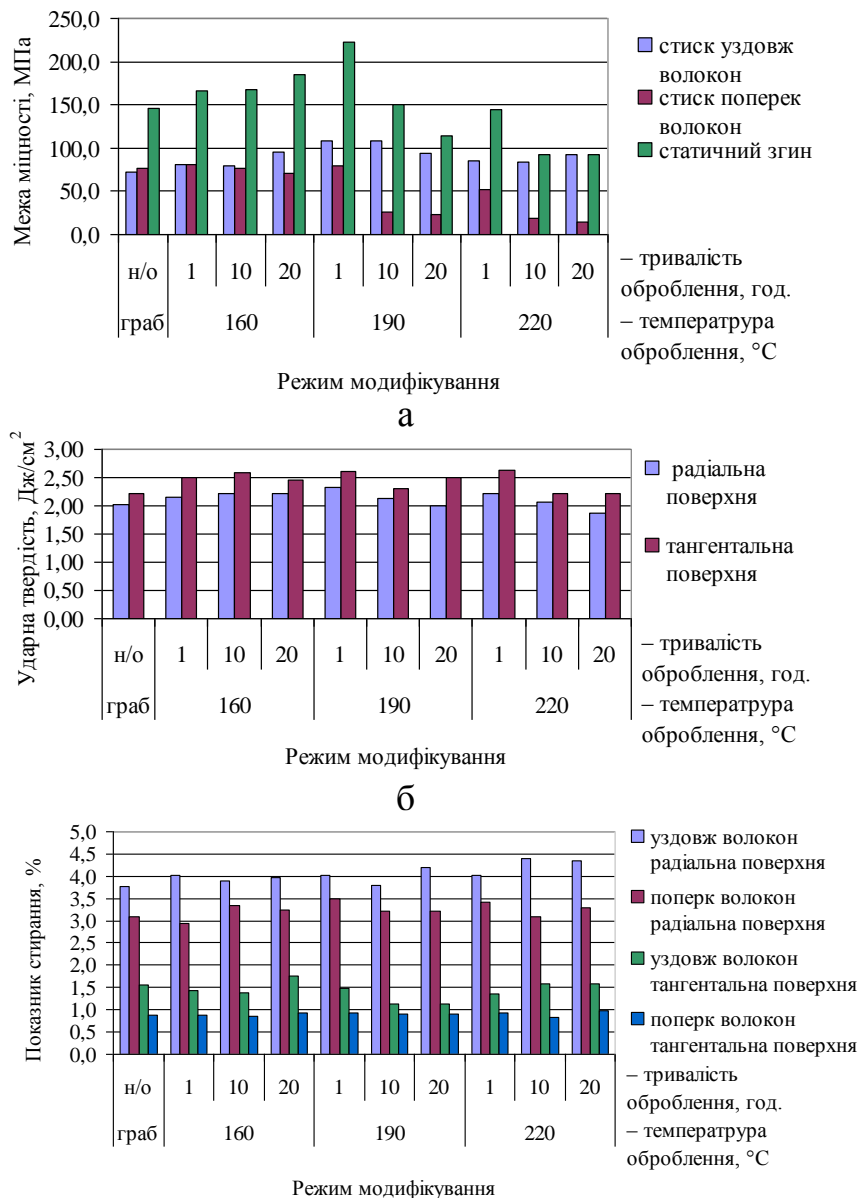 Межа міцності, МПа
250,0
200,0
150,0
100,0
50,0
0,0
стиск уздовж
волокон
стиск поперек
волокон
статичний згин
н/о 1 10 20 1 10 20 1 10 20
граб 160 190 220
– тривалість
оброблення, год.
– температрура
оброблення, °C
Режим модифікування
а
Ударна твердість, Дж/см²
3,00
2,50
2,00
1,50
1,00
0,50
0,00
радіальна
поверхня
тангентальна
поверхня
н/о 1 10 20 1 10 20 1 10 20
граб 160 190 220
– тривалість
оброблення, год.
– температрура
оброблення, °C
Режим модифікування
б
Показник стирання, %
5,0
4,5
4,0
3,5
3,0
2,5
2,0
1,5
1,0
0,5
0,0
уздовж волокон
радіальна поверхня
поперк волокон
радіальна поверхня
уздовж волокон
тангентальна поверхня
поперк волокон
тангентальна поверхня
н/о 1 10 20 1 10 20 1 10 20
граб 160 190 220
– тривалість
оброблення, год.
– температрура
оброблення, °C
Режим модифікування